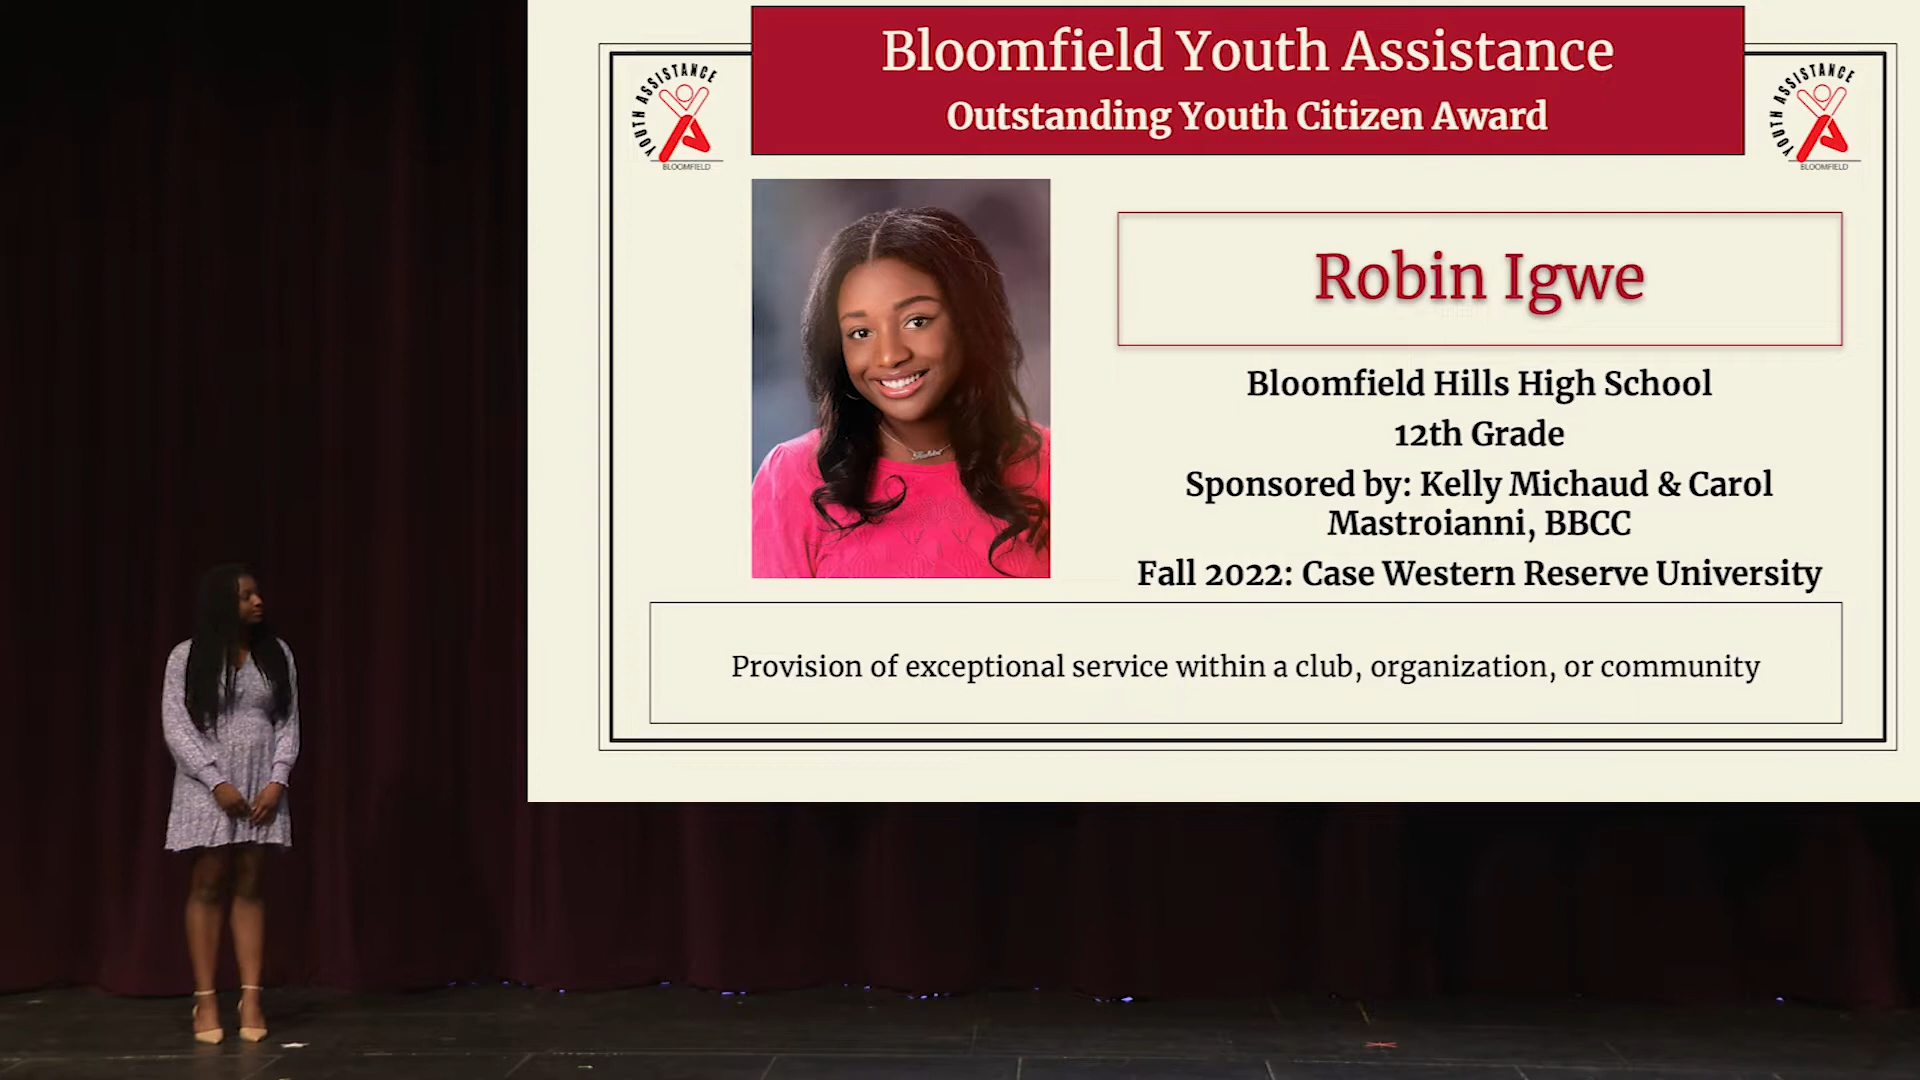 Bloomfield Youth Assistance
Outstanding Youth Citizen Award
YOUTH ASSISTANCE
BLOOMFIELD
YOUTH ASSISTANCE
BLOOMFIELD
Robin Igwe
Bloomfield Hills High School
12th Grade
Sponsored by: Kelly Michaud & Carol
Mastroianni, BBCC
Fall 2022: Case Western Reserve University
Provision of exceptional service within a club, organization, or community